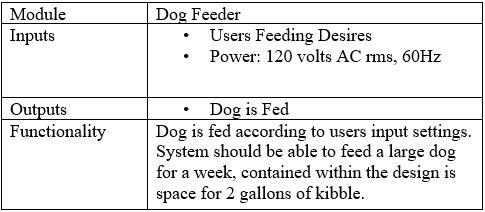 Module Dog Feeder
Inputs • Users Feeding Desires
• Power: 120 volts AC rms, 60Hz
Outputs • Dog is Fed
Functionality Dog is fed according to users input settings.
System should be able to feed a large dog
for a week, contained within the design is
space for 2 gallons of kibble.